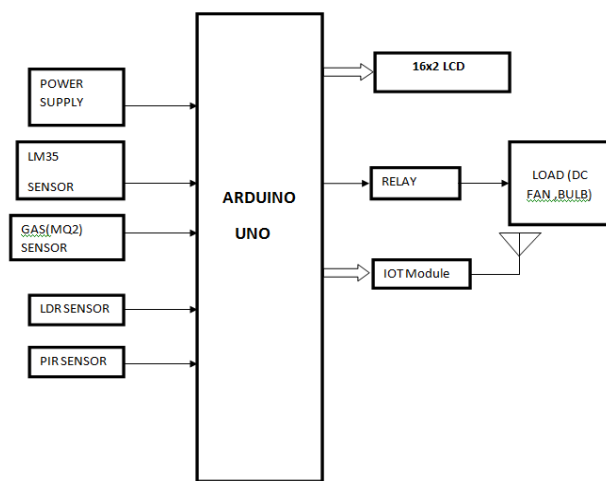 POWER
SUPPLY
LM35
SENSOR
GAS(MQ2)
SENSOR
LDR SENSOR
PIR SENSOR
ARDUINO
UNO
16x2 LCD
RELAY
LOAD (DC
FAN ,BULB)
IOT Module